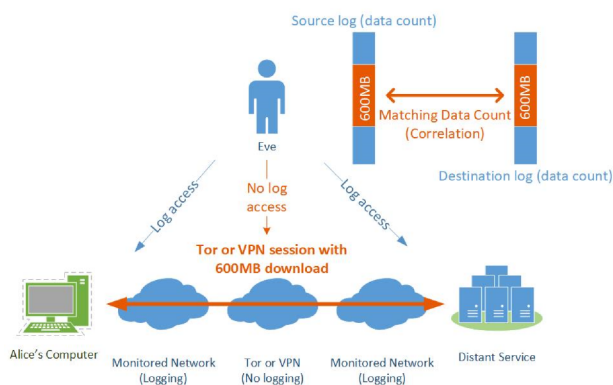 Source log (data count)
600MB
600MB
Matching Data Count
(Correlation)
Destination log (data count)
Eve
Log access
No log
access
Log access
Tor or VPN session with
600MB download
Alice's Computer
Monitored Network
(Logging)
Tor or VPN
(No logging)
Monitored Network
(Logging)
Distant Service